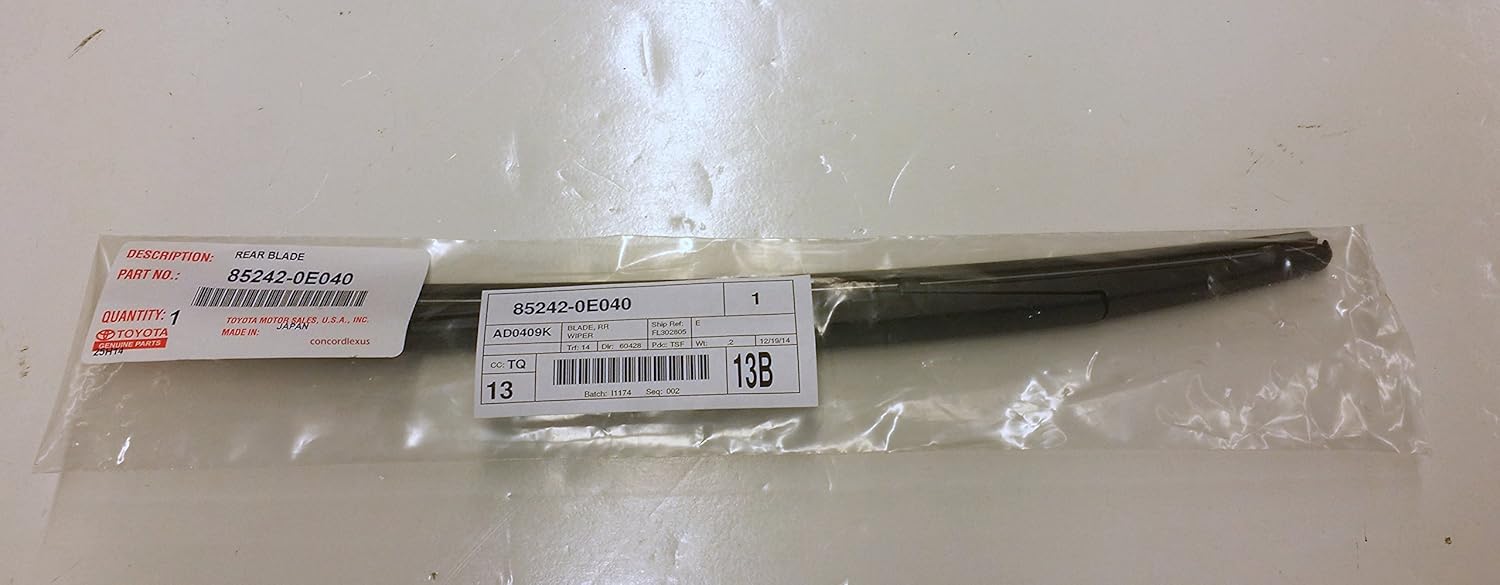 DESCRIPTION: REAR BLADE
PART NO.: 85242-0E040
QUANTITY: 1
TOYOTA MOTOR SALES, U.S.A., INC.
MADE IN: JAPAN
TOYOTA
GENUINE PARTS
concordlexus
85242-0E040 1
AD0409K BLADE, RR WIPER Ship Ref: FL302805 E
Trf: 14 Dlr: 60428 Pdc: TSF Wt: .2 12/19/14
CC: TQ
13 13B
Batch: I1174 Seq: 002